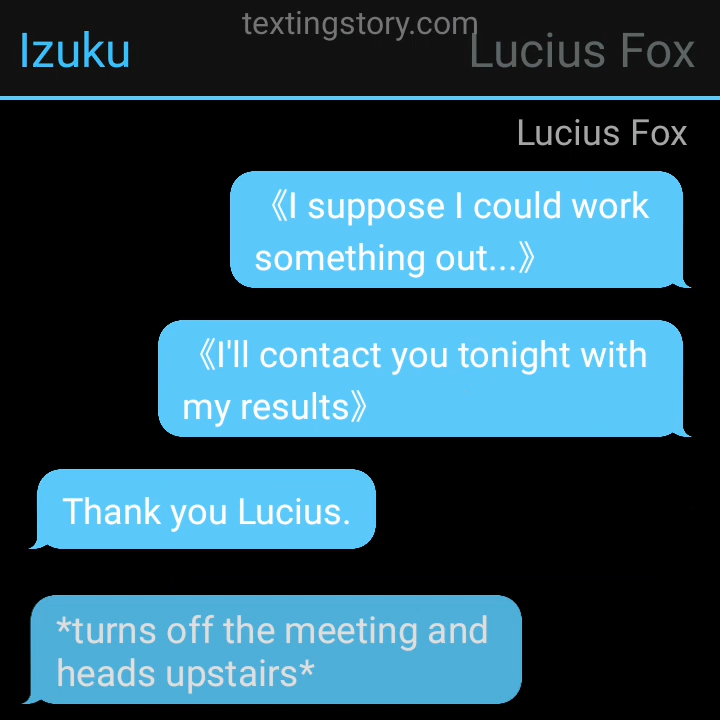 textingstory.com
Izuku
Lucius Fox
Lucius Fox
《I suppose I could work
something out...》
《I'll contact you tonight with
my results》
Thank you Lucius.
*turns off the meeting and
heads upstairs*